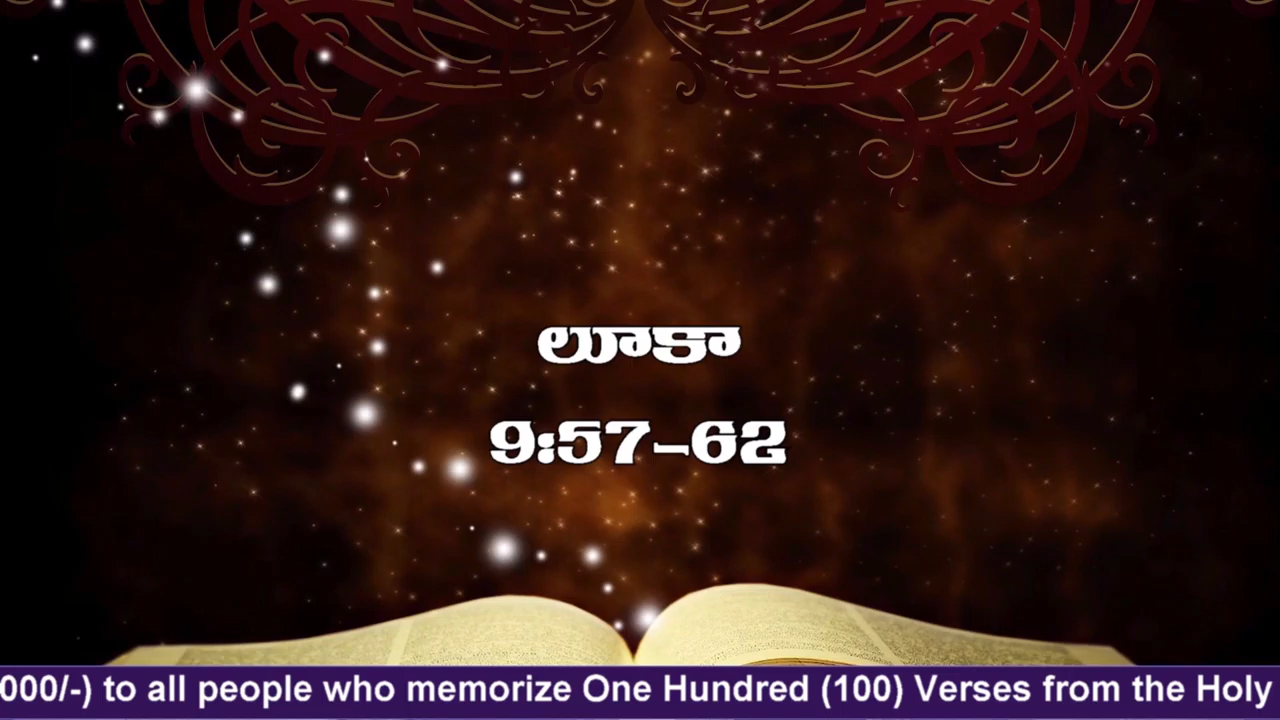 లూకా
9:57-62
000/-) to all people who memorize One Hundred (100) Verses from the Holy